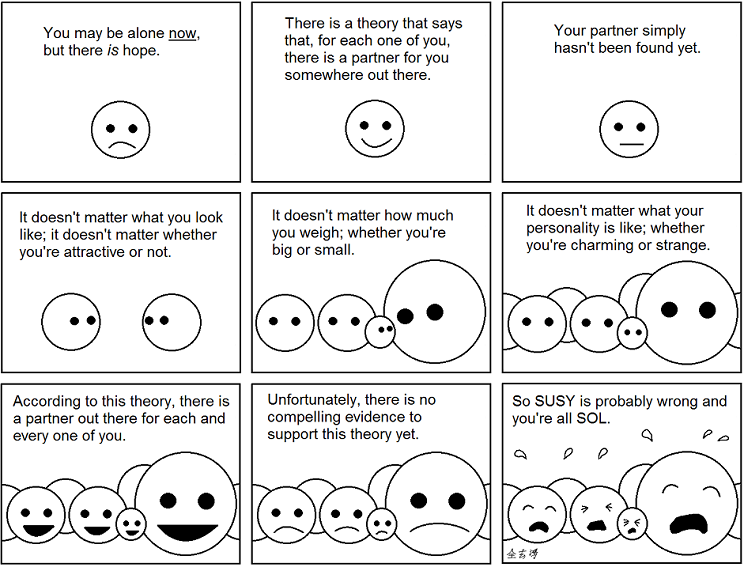 You may be alone now,
but there is hope.
There is a theory that says
that, for each one of you,
there is a partner for you
somewhere out there.
Your partner simply
hasn't been found yet.
It doesn't matter what you look
like; it doesn't matter whether
you're attractive or not.
It doesn't matter how much
you weigh; whether you're
big or small.
It doesn't matter what your
personality is like; whether
you're charming or strange.
According to this theory, there is
a partner out there for each and
every one of you.
Unfortunately, there is no
compelling evidence to
support this theory yet.
So SUSY is probably wrong and
you're all SOL.